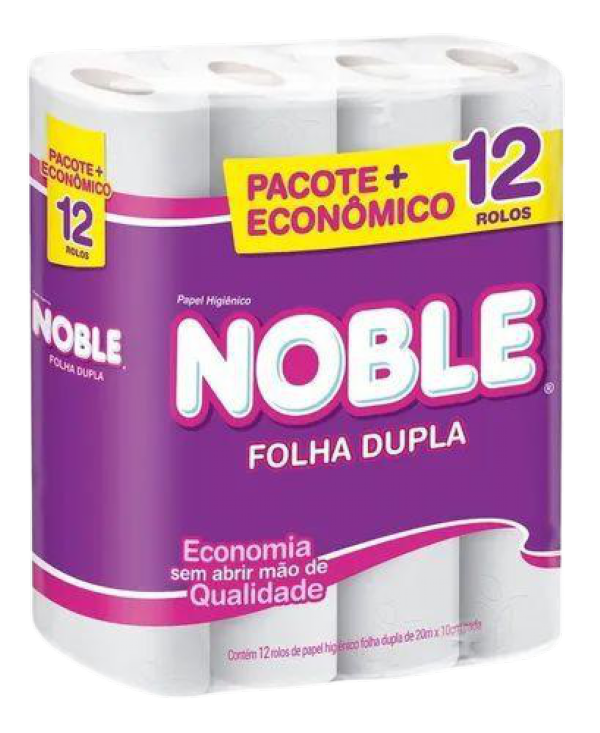 PACOTE +
ECONÔMICO
12
ROLOS
NOBLE
FOLHA DUPLA
PACOTE +
ECONÔMICO
12
ROLOS
Papel Higiênico
NOBLE
®
FOLHA DUPLA
Economia
sem abrir mão de
Qualidade
Contém 12 rolos de papel higiênico folha dupla de 20m x 10cm cada